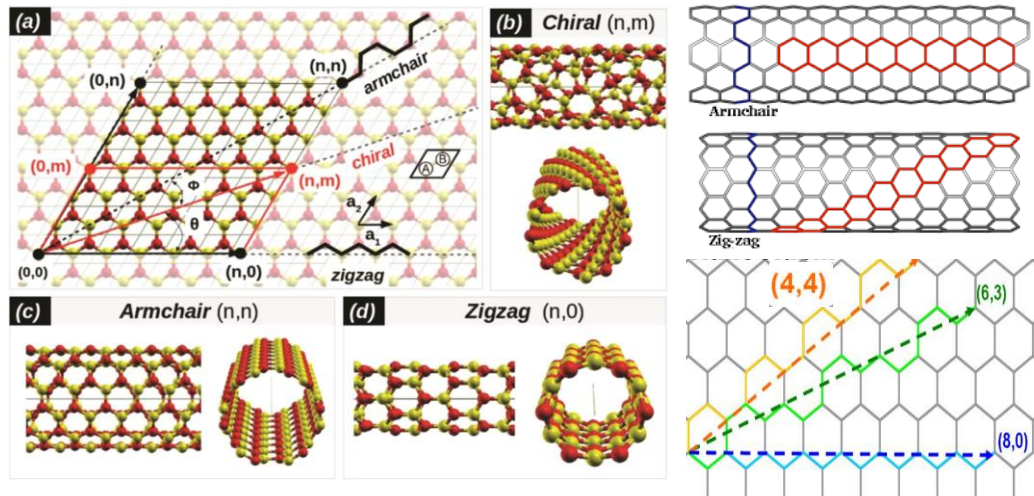 (a)
(0,n)
(n,n)
armchair
(0,m)
chiral
A B
(n,m)
Φ
θ
a2
a1
(0,0)
(n,0)
zigzag
(b) Chiral (n,m)
(c) Armchair (n,n)
(d) Zigzag (n,0)
Armchair
Zig-zag
(4,4)
(6,3)
(8,0)